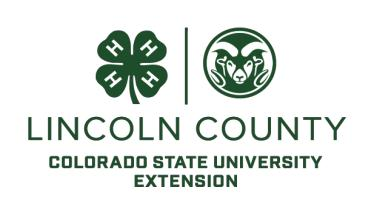 H H
H H
LINCOLN COUNTY
COLORADO STATE UNIVERSITY
EXTENSION